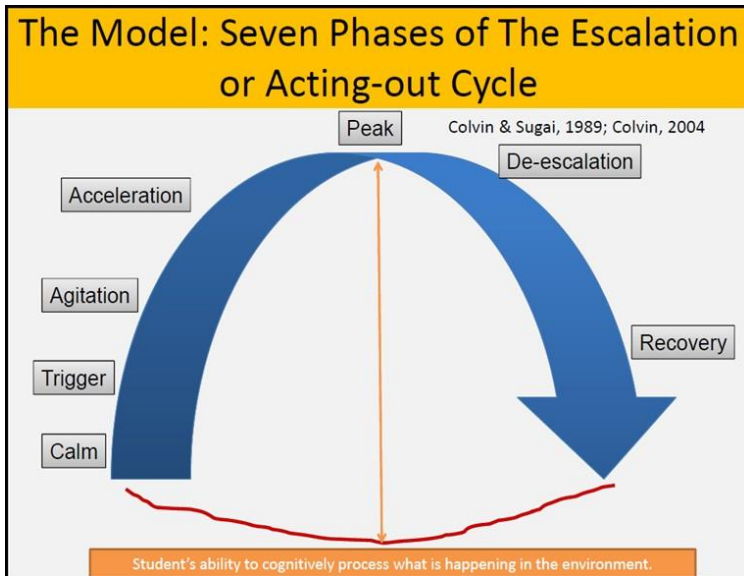 The Model: Seven Phases of The Escalation
or Acting-out Cycle
Peak
Colvin & Sugai, 1989; Colvin, 2004
De-escalation
Acceleration
Agitation
Recovery
Trigger
Calm
Student's ability to cognitively process what is happening in the environment.